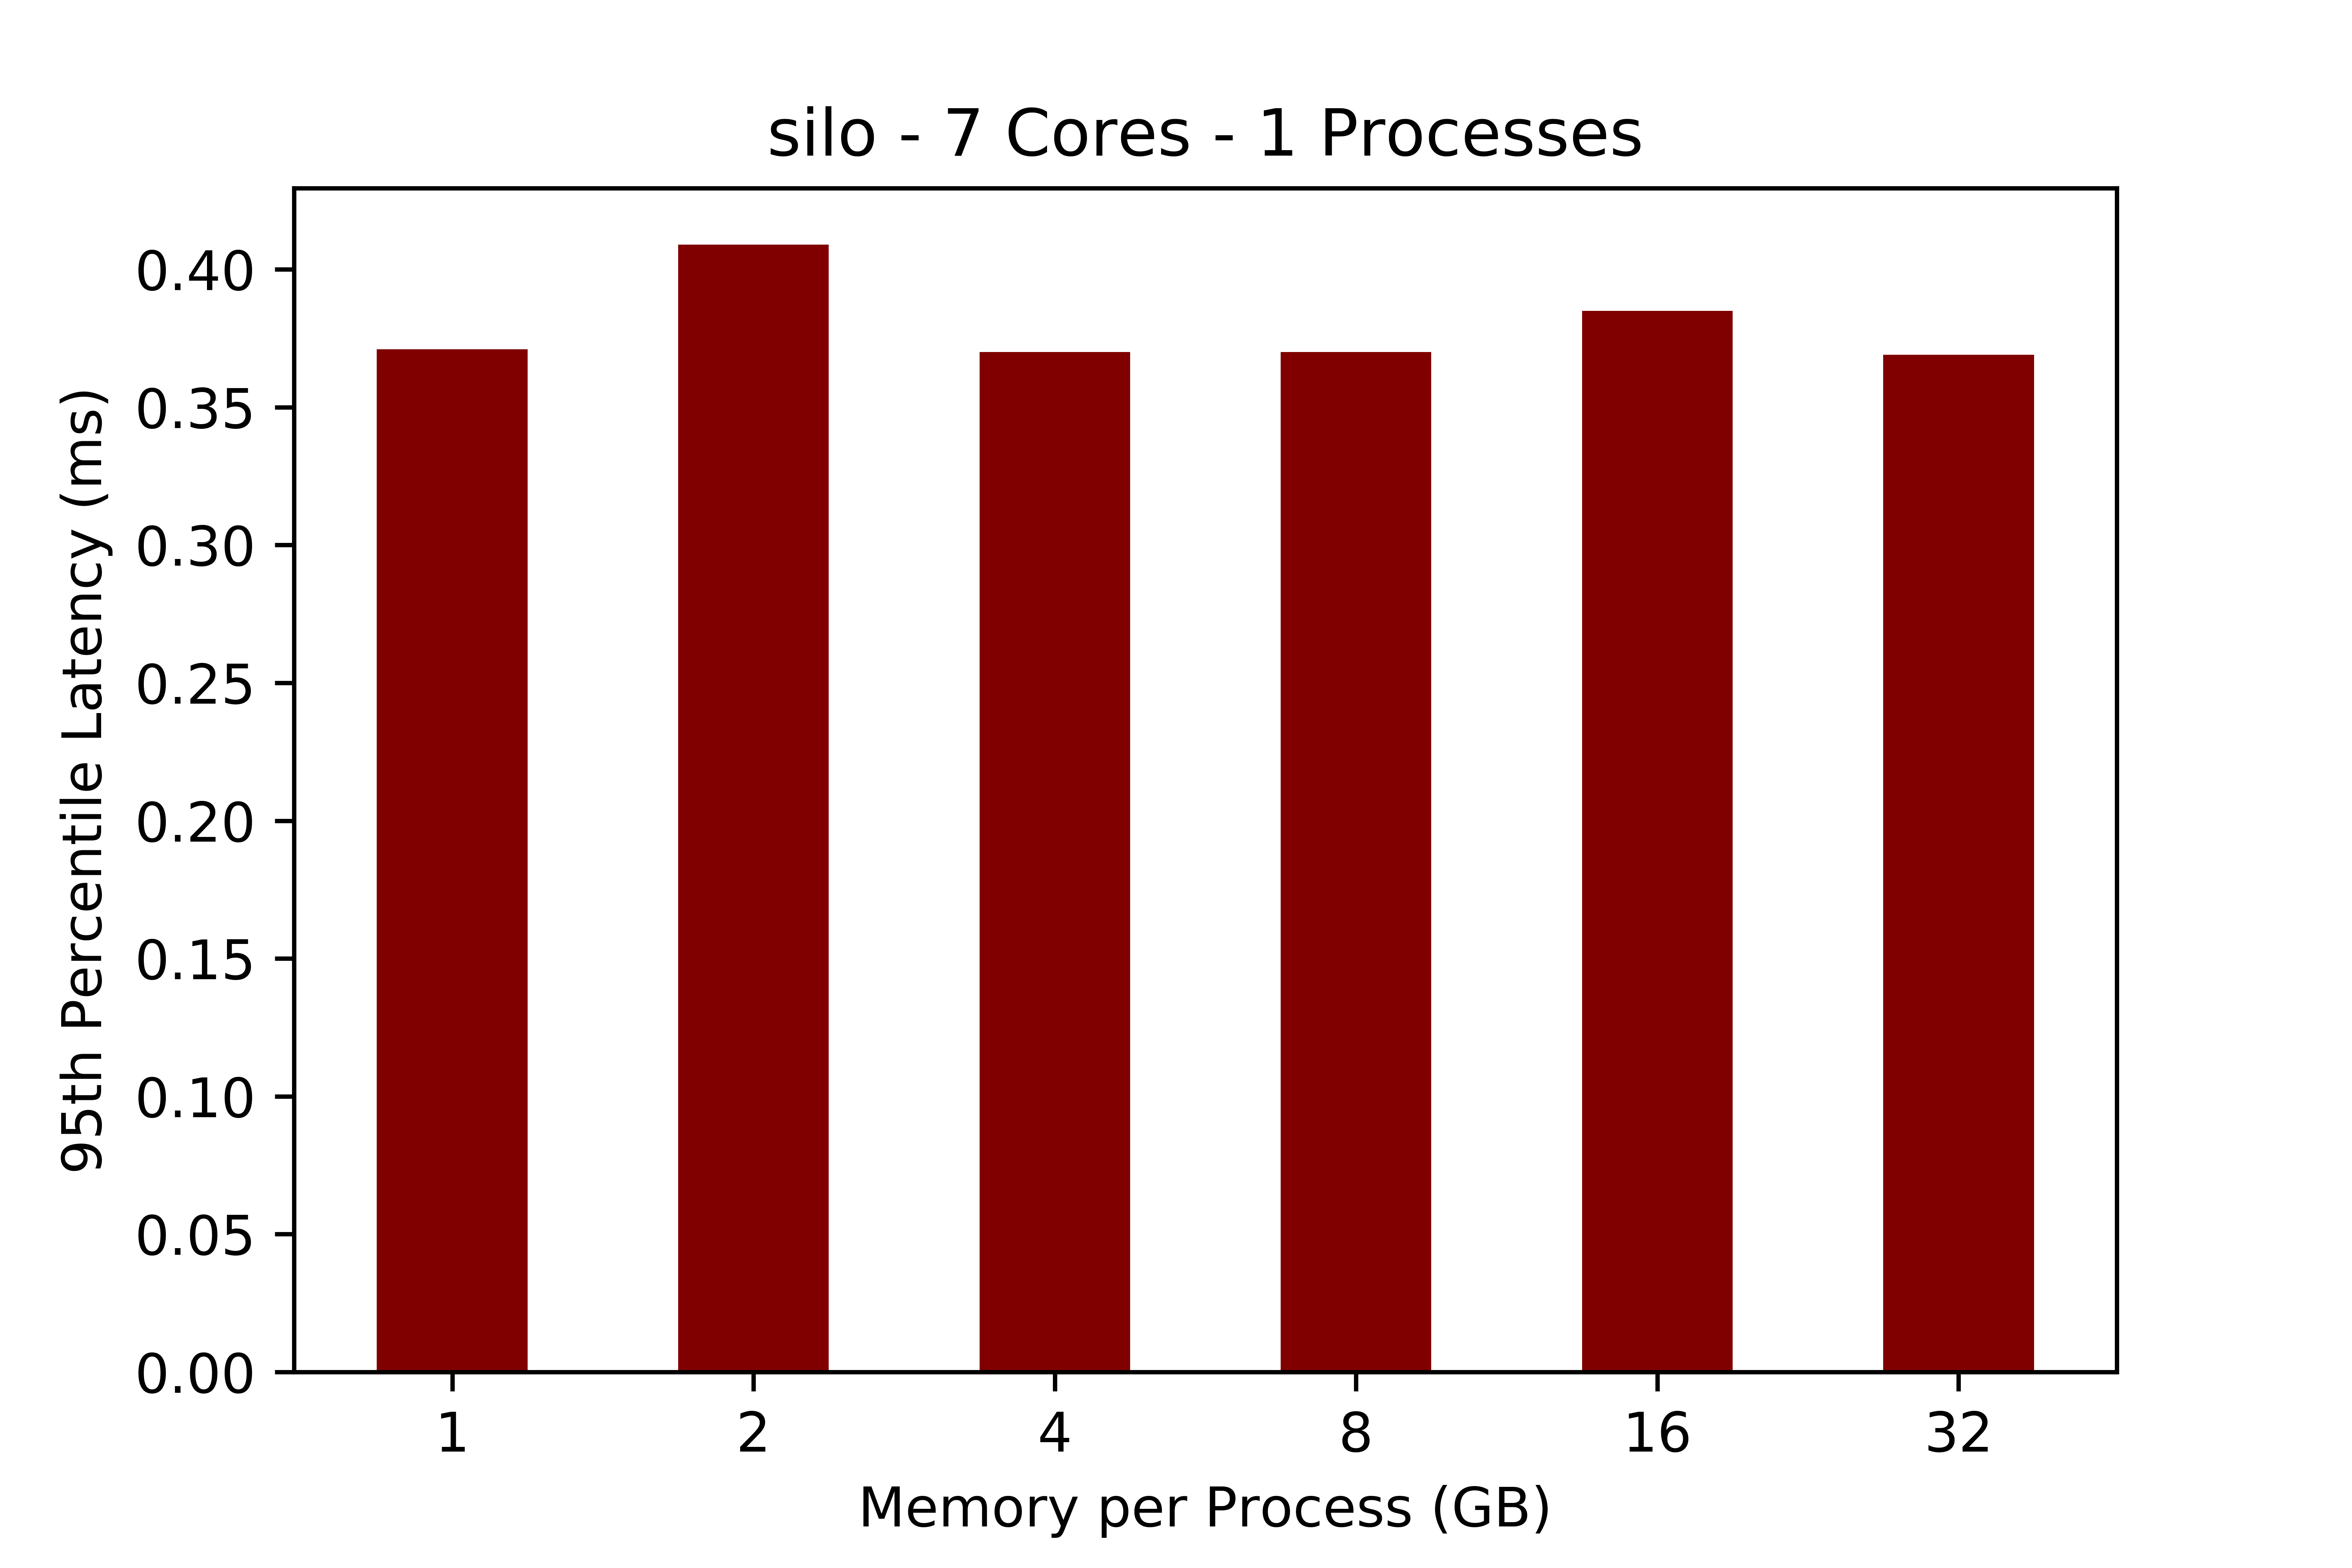 silo - 7 Cores - 1 Processes
95th Percentile Latency (ms)
0.40
0.35
0.30
0.25
0.20
0.15
0.10
0.05
0.00
1 2 4 8 16 32
Memory per Process (GB)